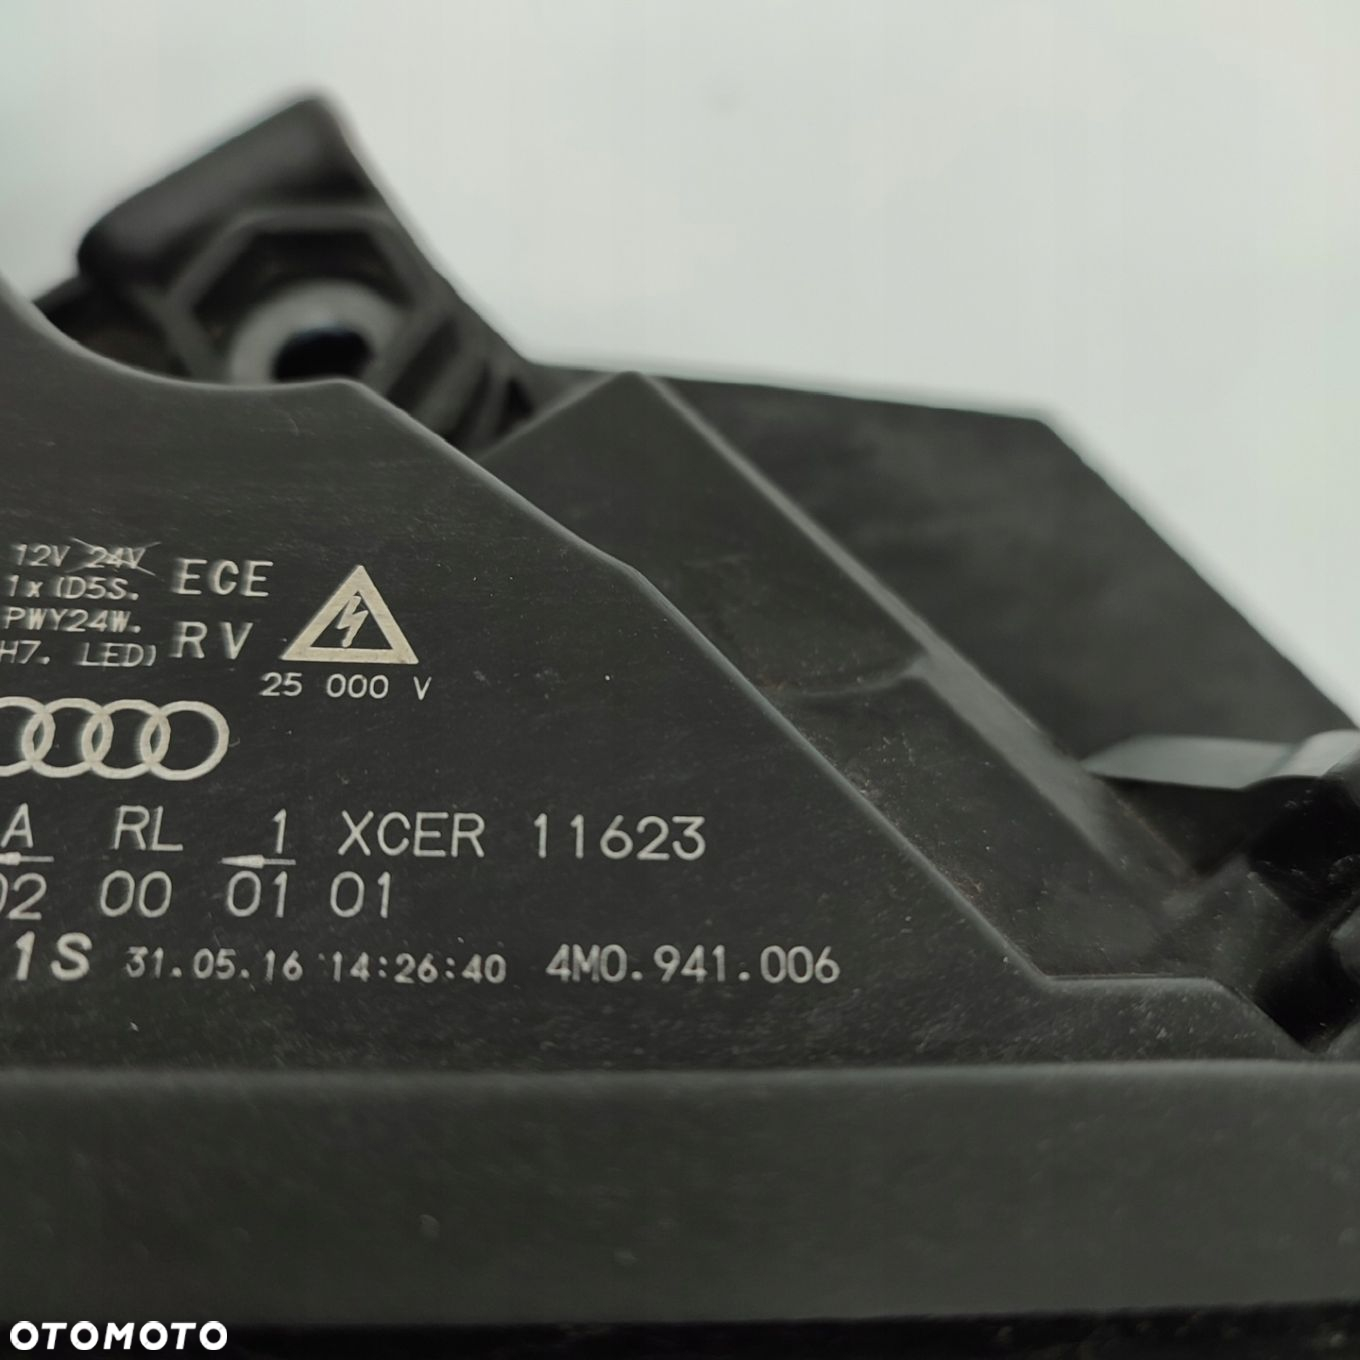 12V 24V ECE
1x (D5S.
PWY24W. RV
H7. LED)
25 000 V
A RL 1 XCER 11623
02 00 01 01
1S 31.05.16 14:26:40 4M0.941.006
OTOMOTO